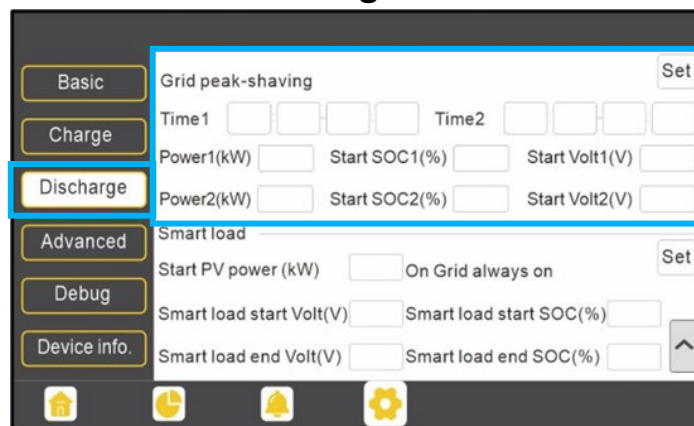 Basic
Charge
Discharge
Advanced
Debug
Device info.
Grid peak-shaving Set
Time1 Time2
Power1(kW) Start SOC1(%) Start Volt1(V)
Power2(kW) Start SOC2(%) Start Volt2(V)
Smart load
Set
Start PV power (kW) On Grid always on
Smart load start Volt(V) Smart load start SOC(%)
Smart load end Volt(V) Smart load end SOC(%)